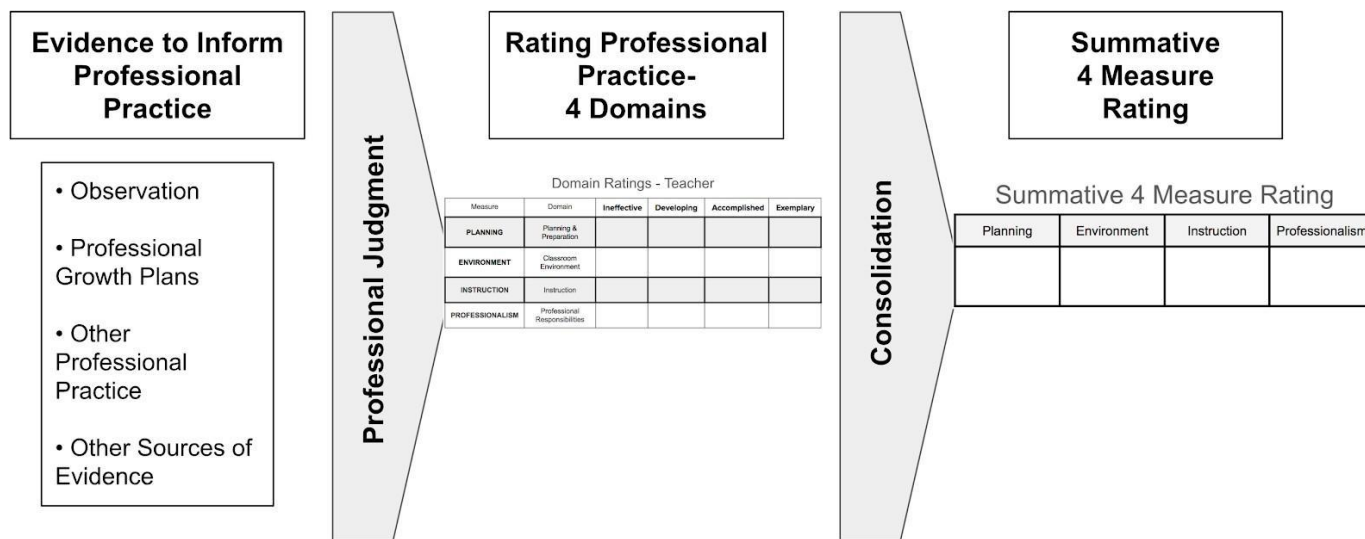 Evidence to Inform
Professional
Practice
• Observation
• Professional
Growth Plans
• Other
Professional
Practice
• Other Sources of
Evidence
Professional Judgment
Rating Professional
Practice-
4 Domains
Domain Ratings - Teacher
Measure Domain Ineffective Developing Accomplished Exemplary
PLANNING Planning &
Preparation
ENVIRONMENT Classroom
Environment
INSTRUCTION Instruction
PROFESSIONALISM Professional
Responsibilities
Consolidation
Summative
4 Measure
Rating
Summative 4 Measure Rating
Planning Environment Instruction Professionalism